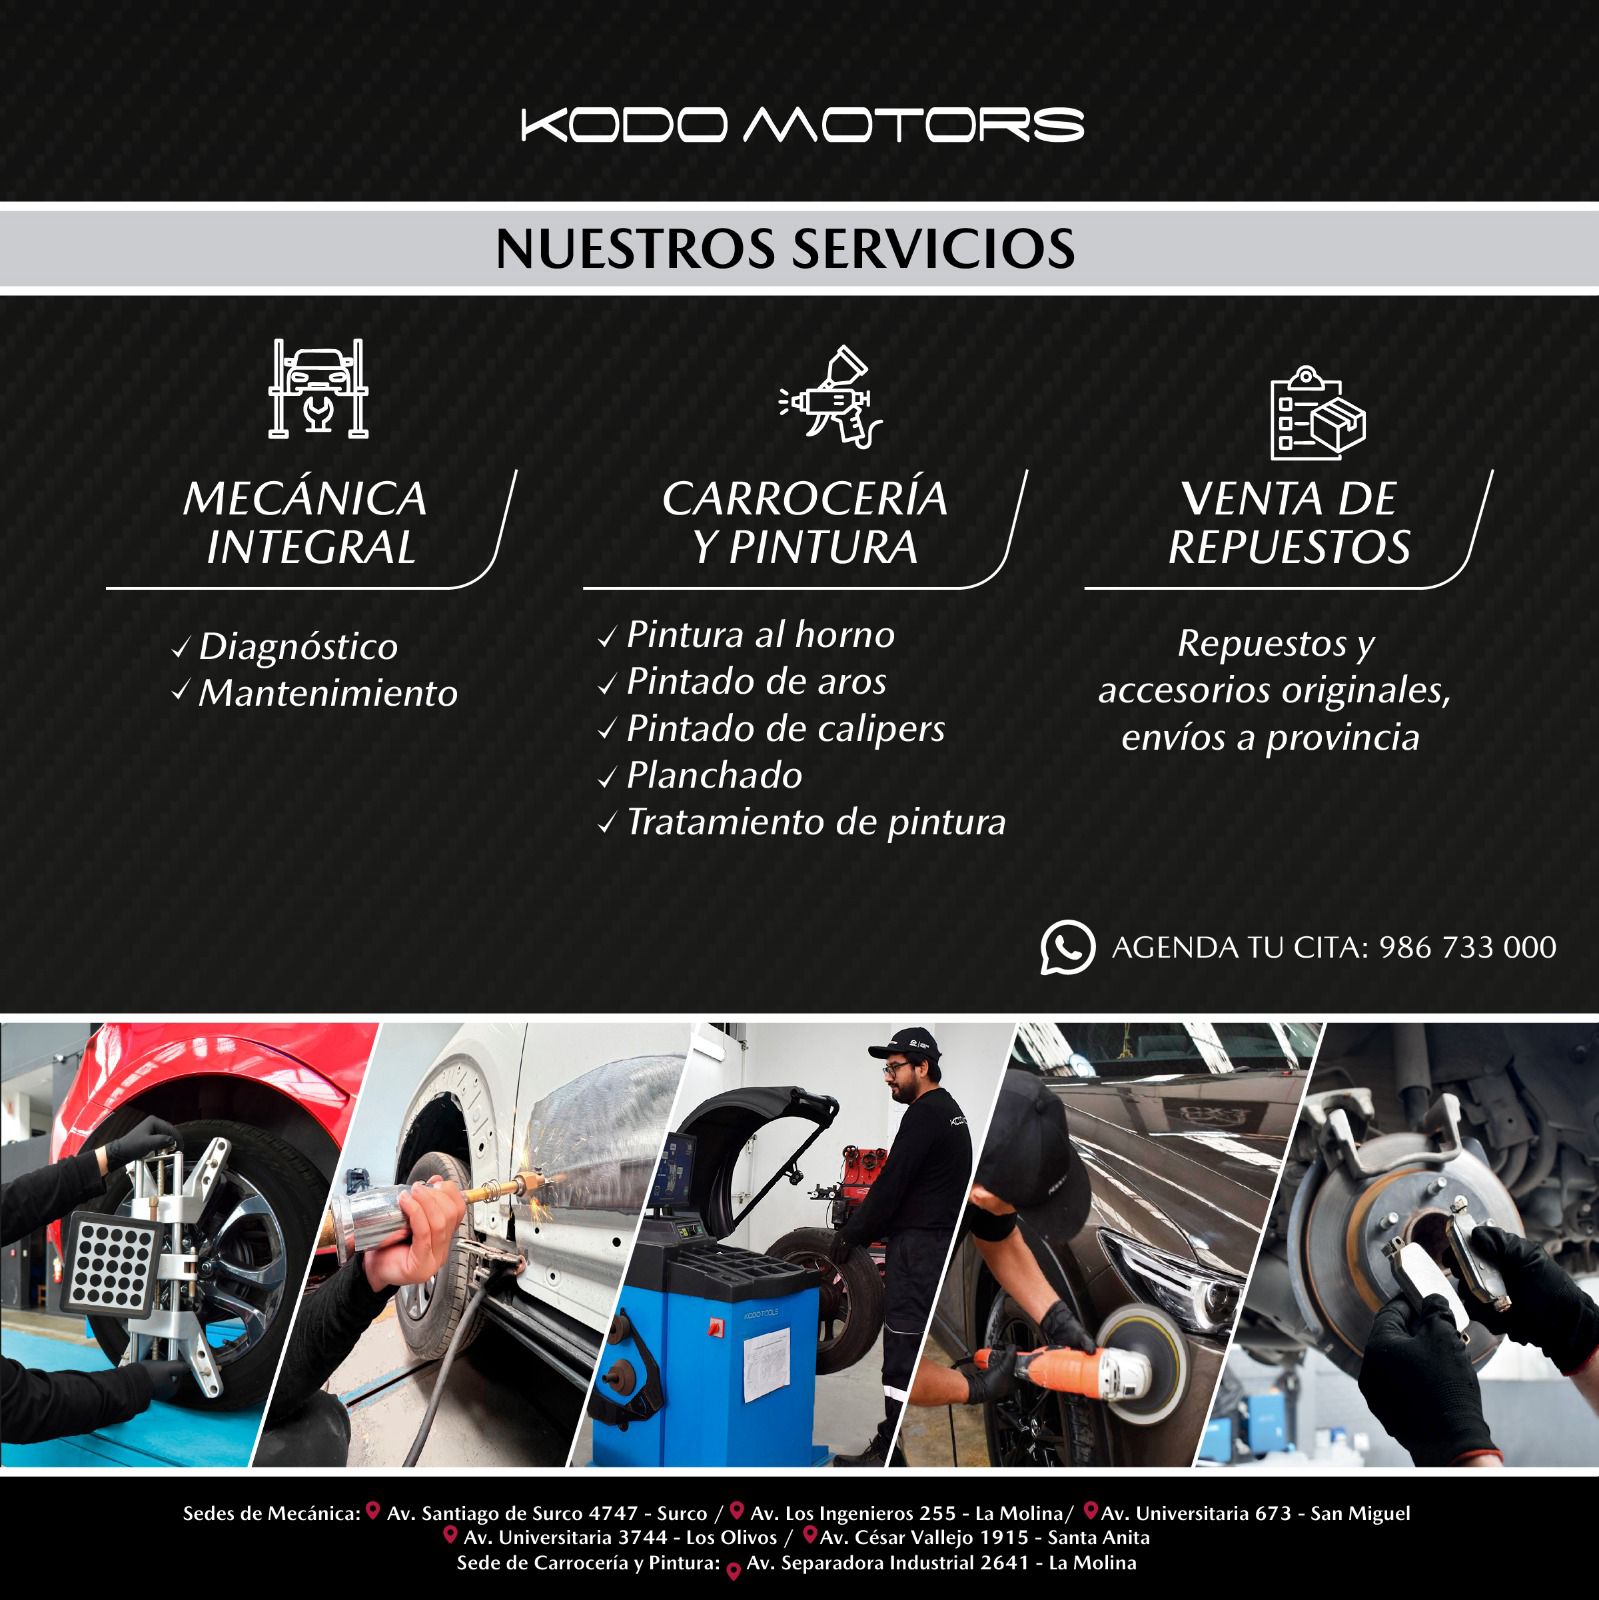 KODO MOTORS
NUESTROS SERVICIOS
MECÁNICA
INTEGRAL
✓ Diagnóstico
✓ Mantenimiento
CARROCERÍA
Y PINTURA
✓ Pintura al horno
✓ Pintado de aros
✓ Pintado de calipers
✓ Planchado
✓ Tratamiento de pintura
VENTA DE
REPUESTOS
Repuestos y
accesorios originales,
envíos a provincia
AGENDA TU CITA: 986 733 000
KODO TOOLS
Sedes de Mecánica: Av. Santiago de Surco 4747 - Surco / Av. Los Ingenieros 255 - La Molina/ Av. Universitaria 673 - San Miguel
Av. Universitaria 3744 - Los Olivos / Av. César Vallejo 1915 - Santa Anita
Sede de Carrocería y Pintura: Av. Separadora Industrial 2641 - La Molina